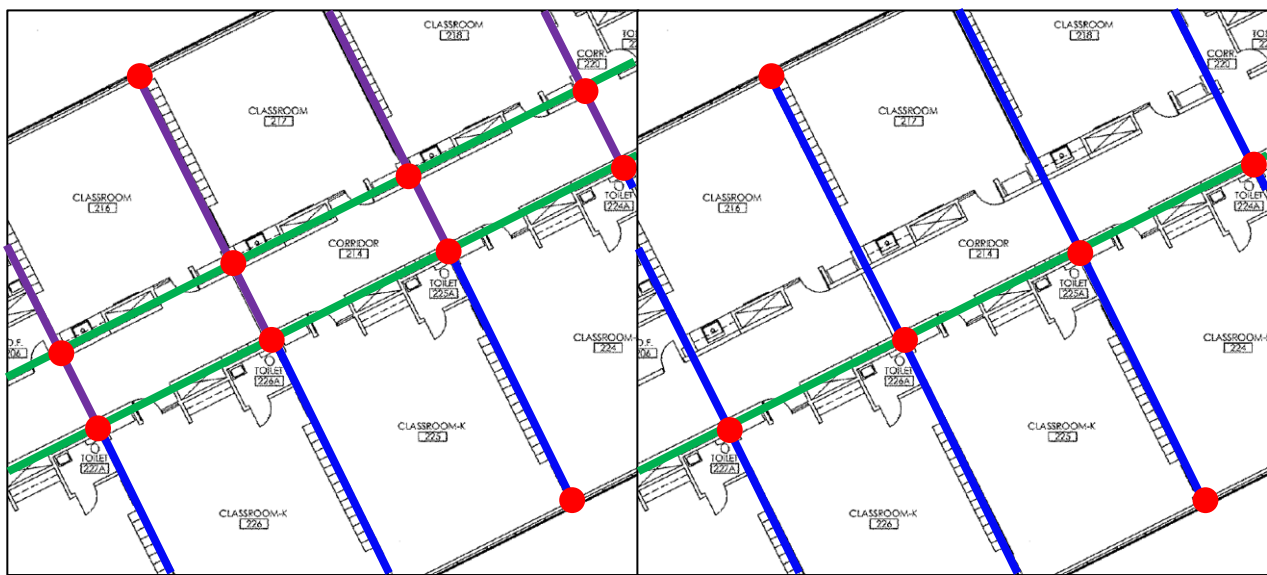 CLASSROOM
218
CORR.
220
CLASSROOM
217
CLASSROOM
216
CORRIDOR
214
TOILET
224A
TOILET
225A
TOILET
226A
TOILET
227A
CLASSROOM-K
224
CLASSROOM-K
225
CLASSROOM-K
226
CLASSROOM
218
CORR.
220
CLASSROOM
217
CLASSROOM
216
CORRIDOR
214
TOILET
224A
TOILET
225A
TOILET
226A
TOILET
227A
CLASSROOM-K
224
CLASSROOM-K
225
CLASSROOM-K
226